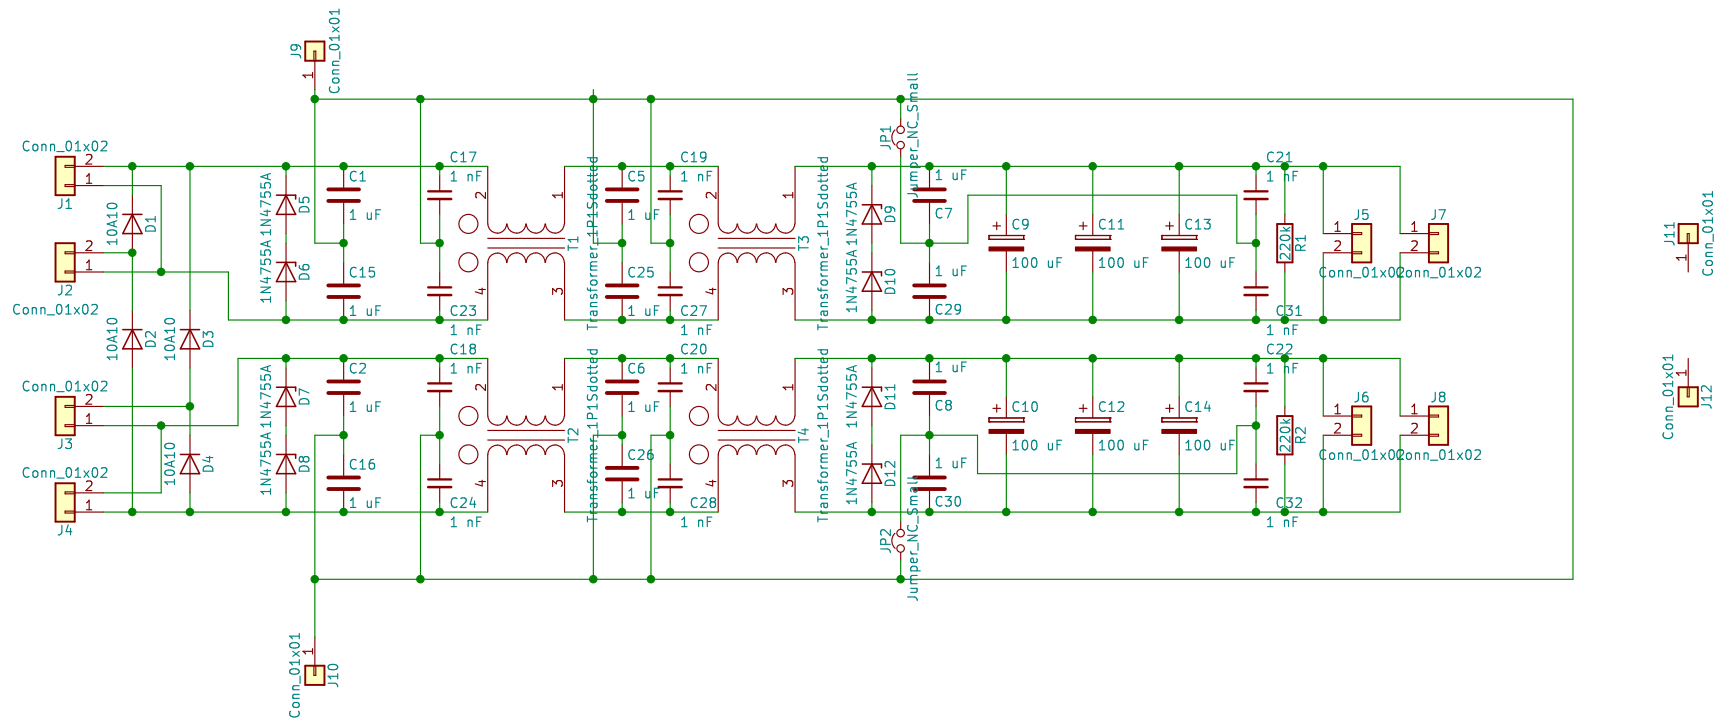 J9
Conn_01x01
1
Conn_01x02
2
1
J1
2
1
J2
Conn_01x02
10A10
D1
10A10
D2
10A10
D3
Conn_01x02
2
1
J3
Conn_01x02
2
1
J4
10A10
D4
1N4755A
D5
1N4755A
D6
1N4755A
D7
1N4755A
D8
C1
1 uF
C15
1 uF
C2
1 uF
C16
1 uF
C17
1 nF
C23
1 nF
C18
1 nF
C24
1 nF
2
1
4
3
T1
Transformer_1P1Sdotted
2
1
4
3
T2
Transformer_1P1Sdotted
C5
1 uF
C25
1 uF
C6
1 uF
C26
1 uF
C19
1 nF
C27
1 nF
C20
1 nF
C28
1 nF
2
1
4
3
T3
Transformer_1P1Sdotted
2
1
4
3
T4
Transformer_1P1Sdotted
JP1
Jumper_NC_Small
JP2
Jumper_NC_Small
1N4755A
D9
1N4755A
D10
1N4755A
D11
1N4755A
D12
1 uF
C7
1 uF
C29
1 uF
C8
1 uF
C30
+
C9
100 uF
+
C11
100 uF
+
C13
100 uF
+
C10
100 uF
+
C12
100 uF
+
C14
100 uF
C21
1 nF
C31
1 nF
C22
1 nF
C32
1 nF
220k
R1
220k
R2
J5
1
2
Conn_01x02
J7
1
2
Conn_01x02
J6
1
2
Conn_01x02
J8
1
2
Conn_01x02
J11
1
Conn_01x01
J12
1
Conn_01x01
1
J10
Conn_01x01